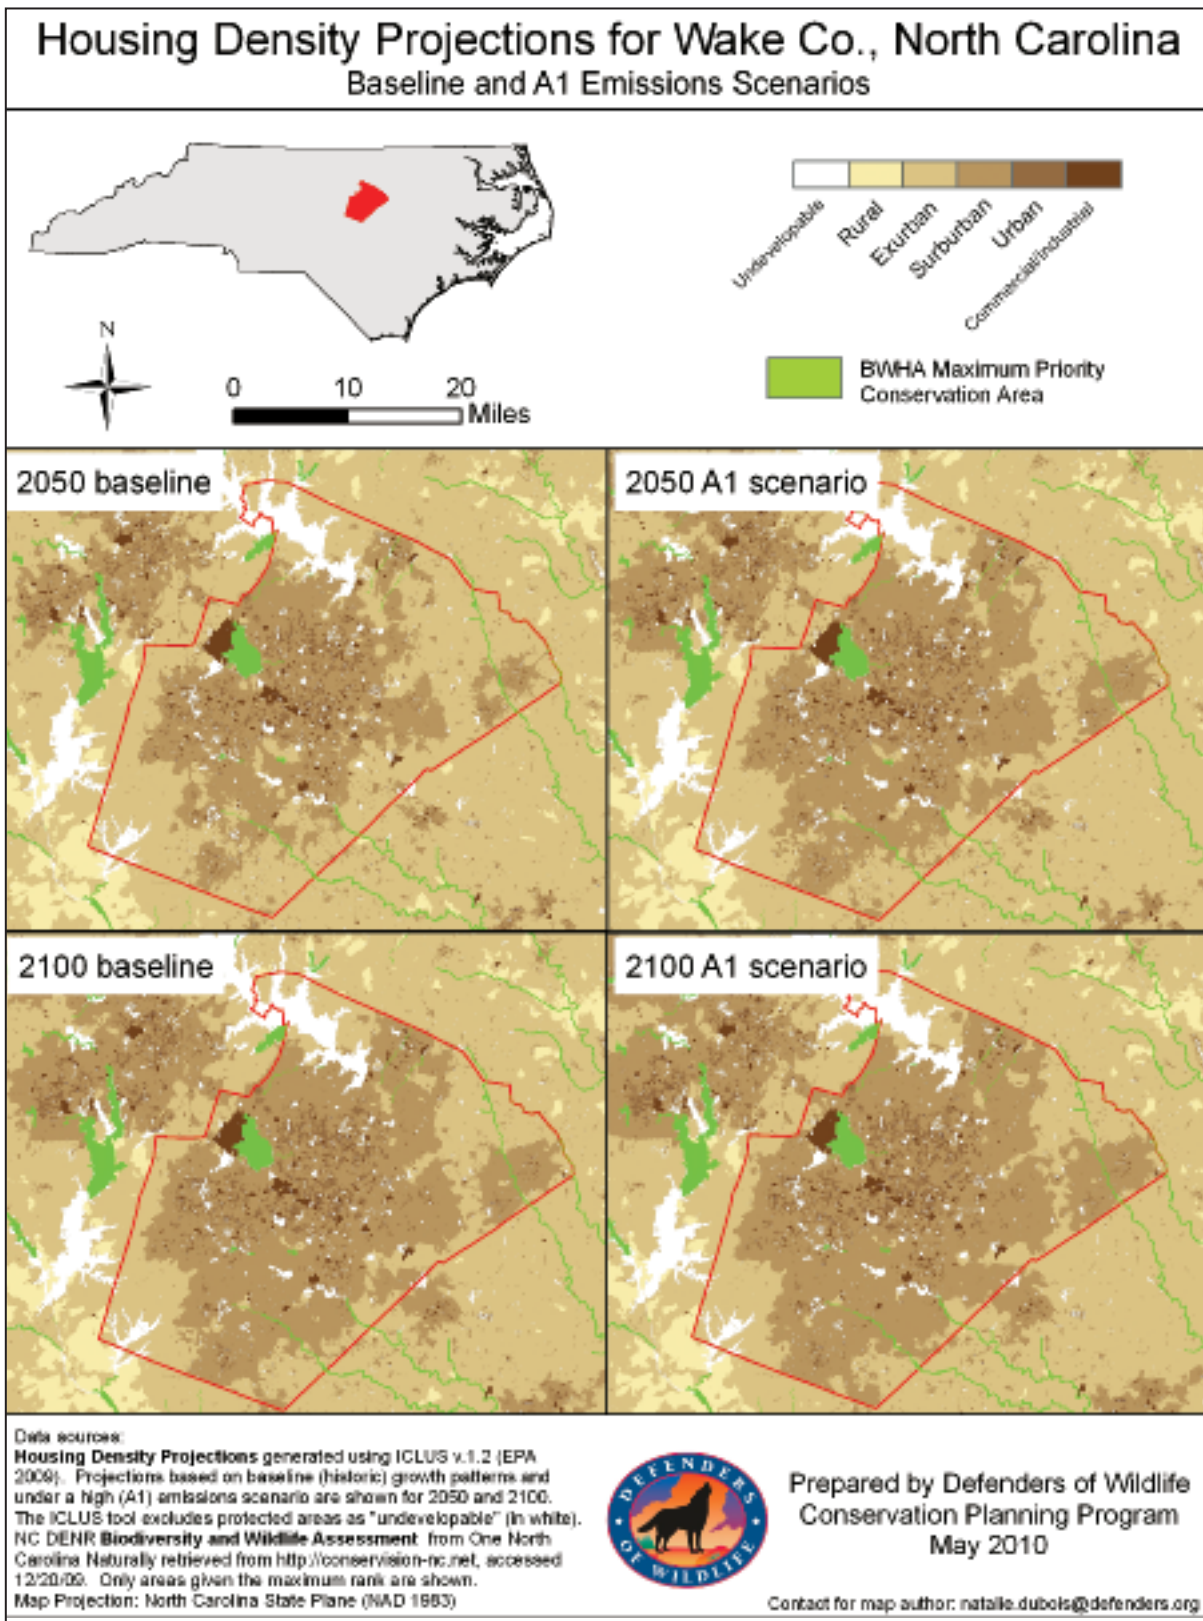 Housing Density Projections for Wake Co., North Carolina
Baseline and A1 Emissions Scenarios
Undevelopable
Rural
Exurban
Surburban
Urban
Commercial/Industrial
N
0 10 20
Miles
BWHA Maximum Priority
Conservation Area
2050 baseline
2050 A1 scenario
2100 baseline
2100 A1 scenario
Data sources:
Housing Density Projections generated using ICLUS v.1.2 (EPA
2009). Projections based on baseline (historic) growth patterns and
under a high (A1) emissions scenario are shown for 2050 and 2100.
The ICLUS tool excludes protected areas as "undevelopable" (in white).
NC DENR Biodiversity and Wildlife Assessment from One North
Carolina Naturally retrieved from http://conservision-nc.net, accessed
12/20/09. Only areas given the maximum rank are shown.
Map Projection: North Carolina State Plane (NAD 1983)
DEFENDERS
OF WILDLIFE
Prepared by Defenders of Wildlife
Conservation Planning Program
May 2010
Contact for map author: natalie.dubois@defenders.org